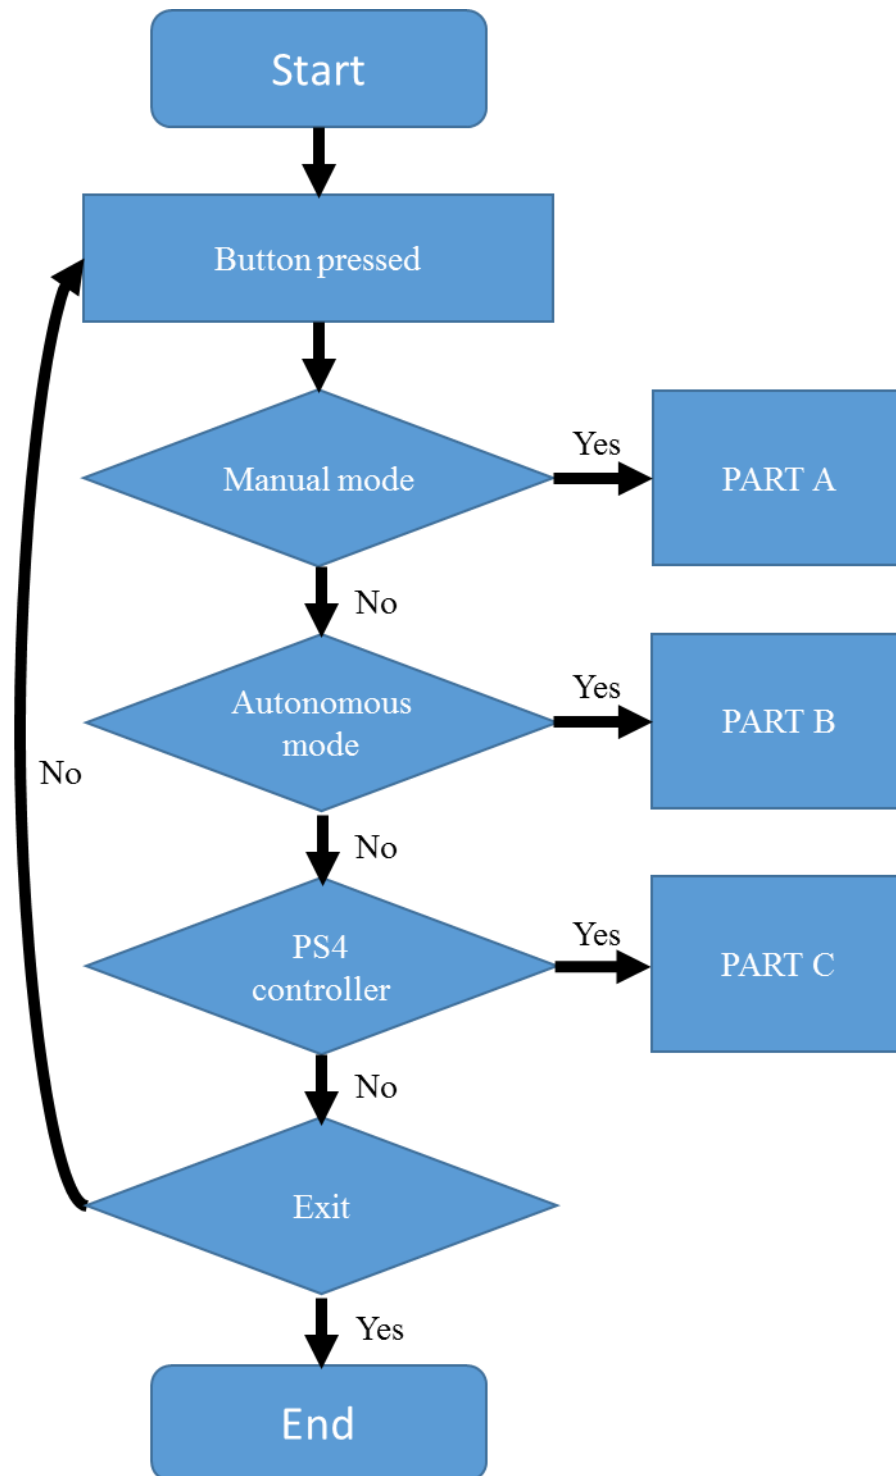 Start
Button pressed
Manual mode
Yes
PART A
No
Autonomous
mode
Yes
PART B
No
No
PS4
controller
Yes
PART C
No
Exit
Yes
End